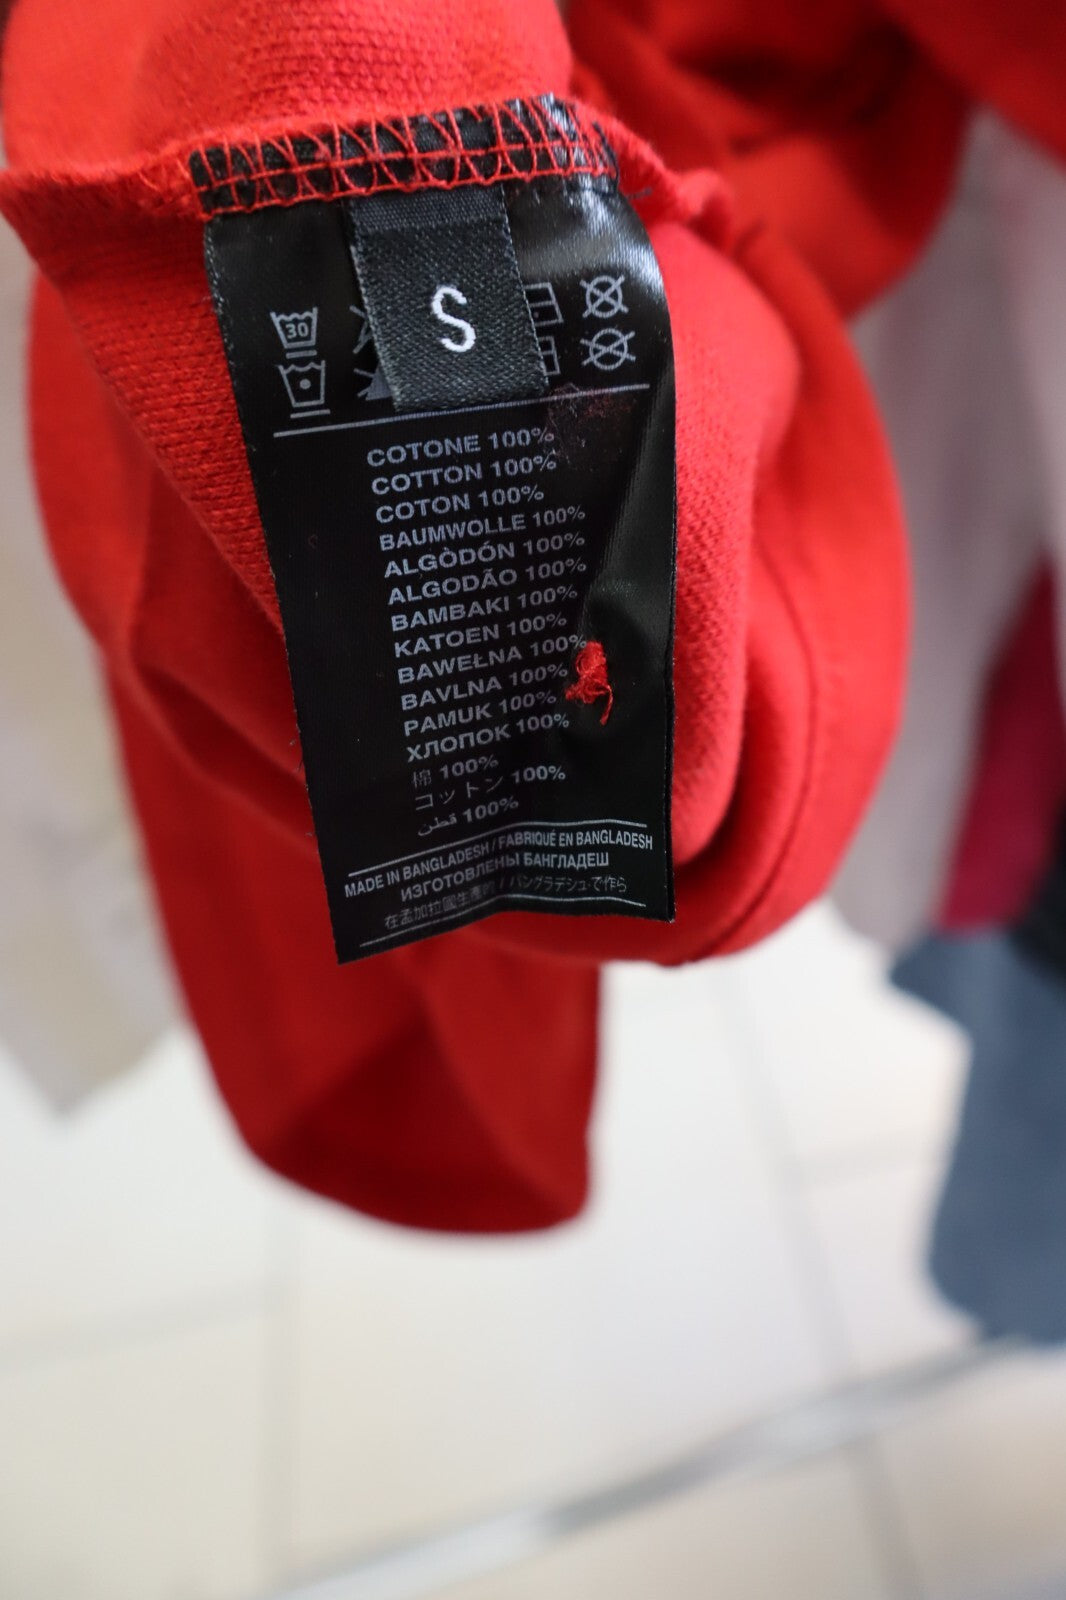 S
30
COTONE 100%
COTTON 100%
COTON 100%
BAUMWOLLE 100%
ALGÒDÓN 100%
ALGODÃO 100%
BAMBAKI 100%
KATOEN 100%
BAWEŁNA 100%
BAVLNA 100%
PAMUK 100%
ХЛОПОК 100%
棉 100%
コットン 100%
قطن 100%
MADE IN BANGLADESH / FABRIQUÉ EN BANGLADESH
ИЗГОТОВЛЕНЫ БАНГЛАДЕШ
在孟加拉國生產的 / バングラデシュ で作ら